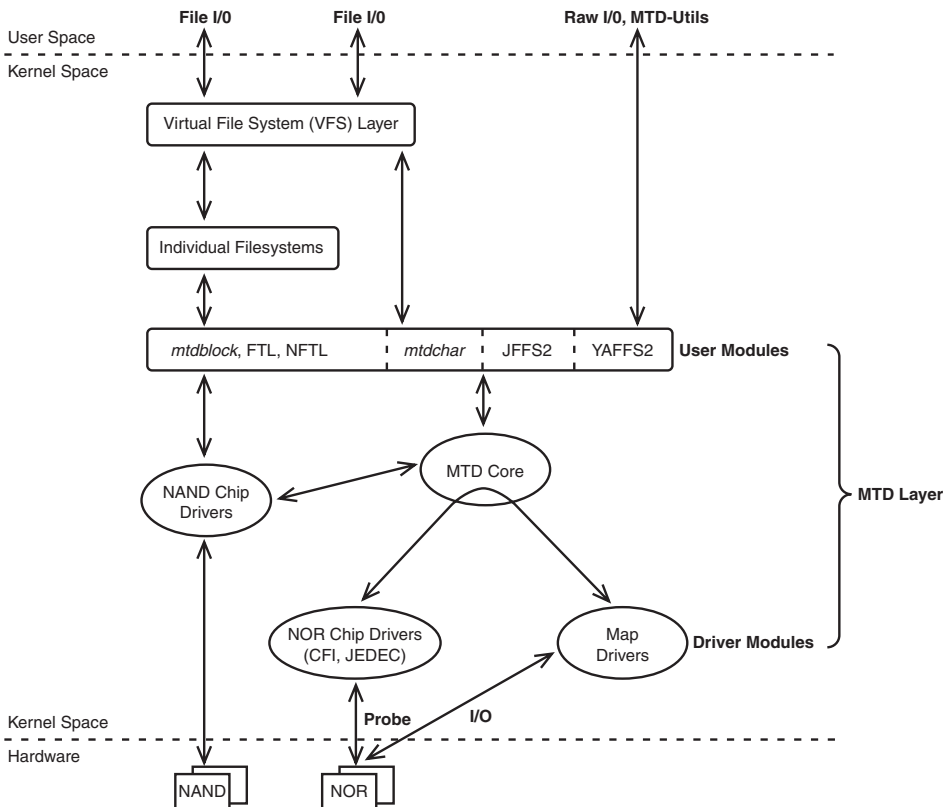 File I/0
File I/0
Raw I/0, MTD-Utils
User Space
Kernel Space
Virtual File System (VFS) Layer
Individual Filesystems
mtdblock, FTL, NFTL
mtdchar
JFFS2
YAFFS2
User Modules
MTD Core
NAND Chip
Drivers
MTD Layer
NOR Chip Drivers
(CFI, JEDEC)
Map
Drivers
Driver Modules
Probe
I/O
Kernel Space
Hardware
NAND
NOR